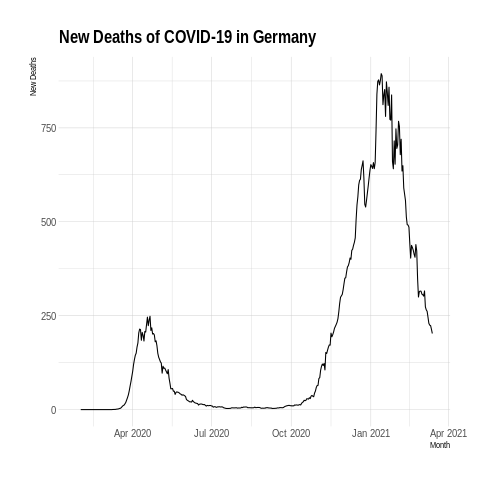 New Deaths of COVID-19 in Germany
New Deaths
750
500
250
0
Apr 2020 Jul 2020 Oct 2020 Jan 2021 Apr 2021
Month